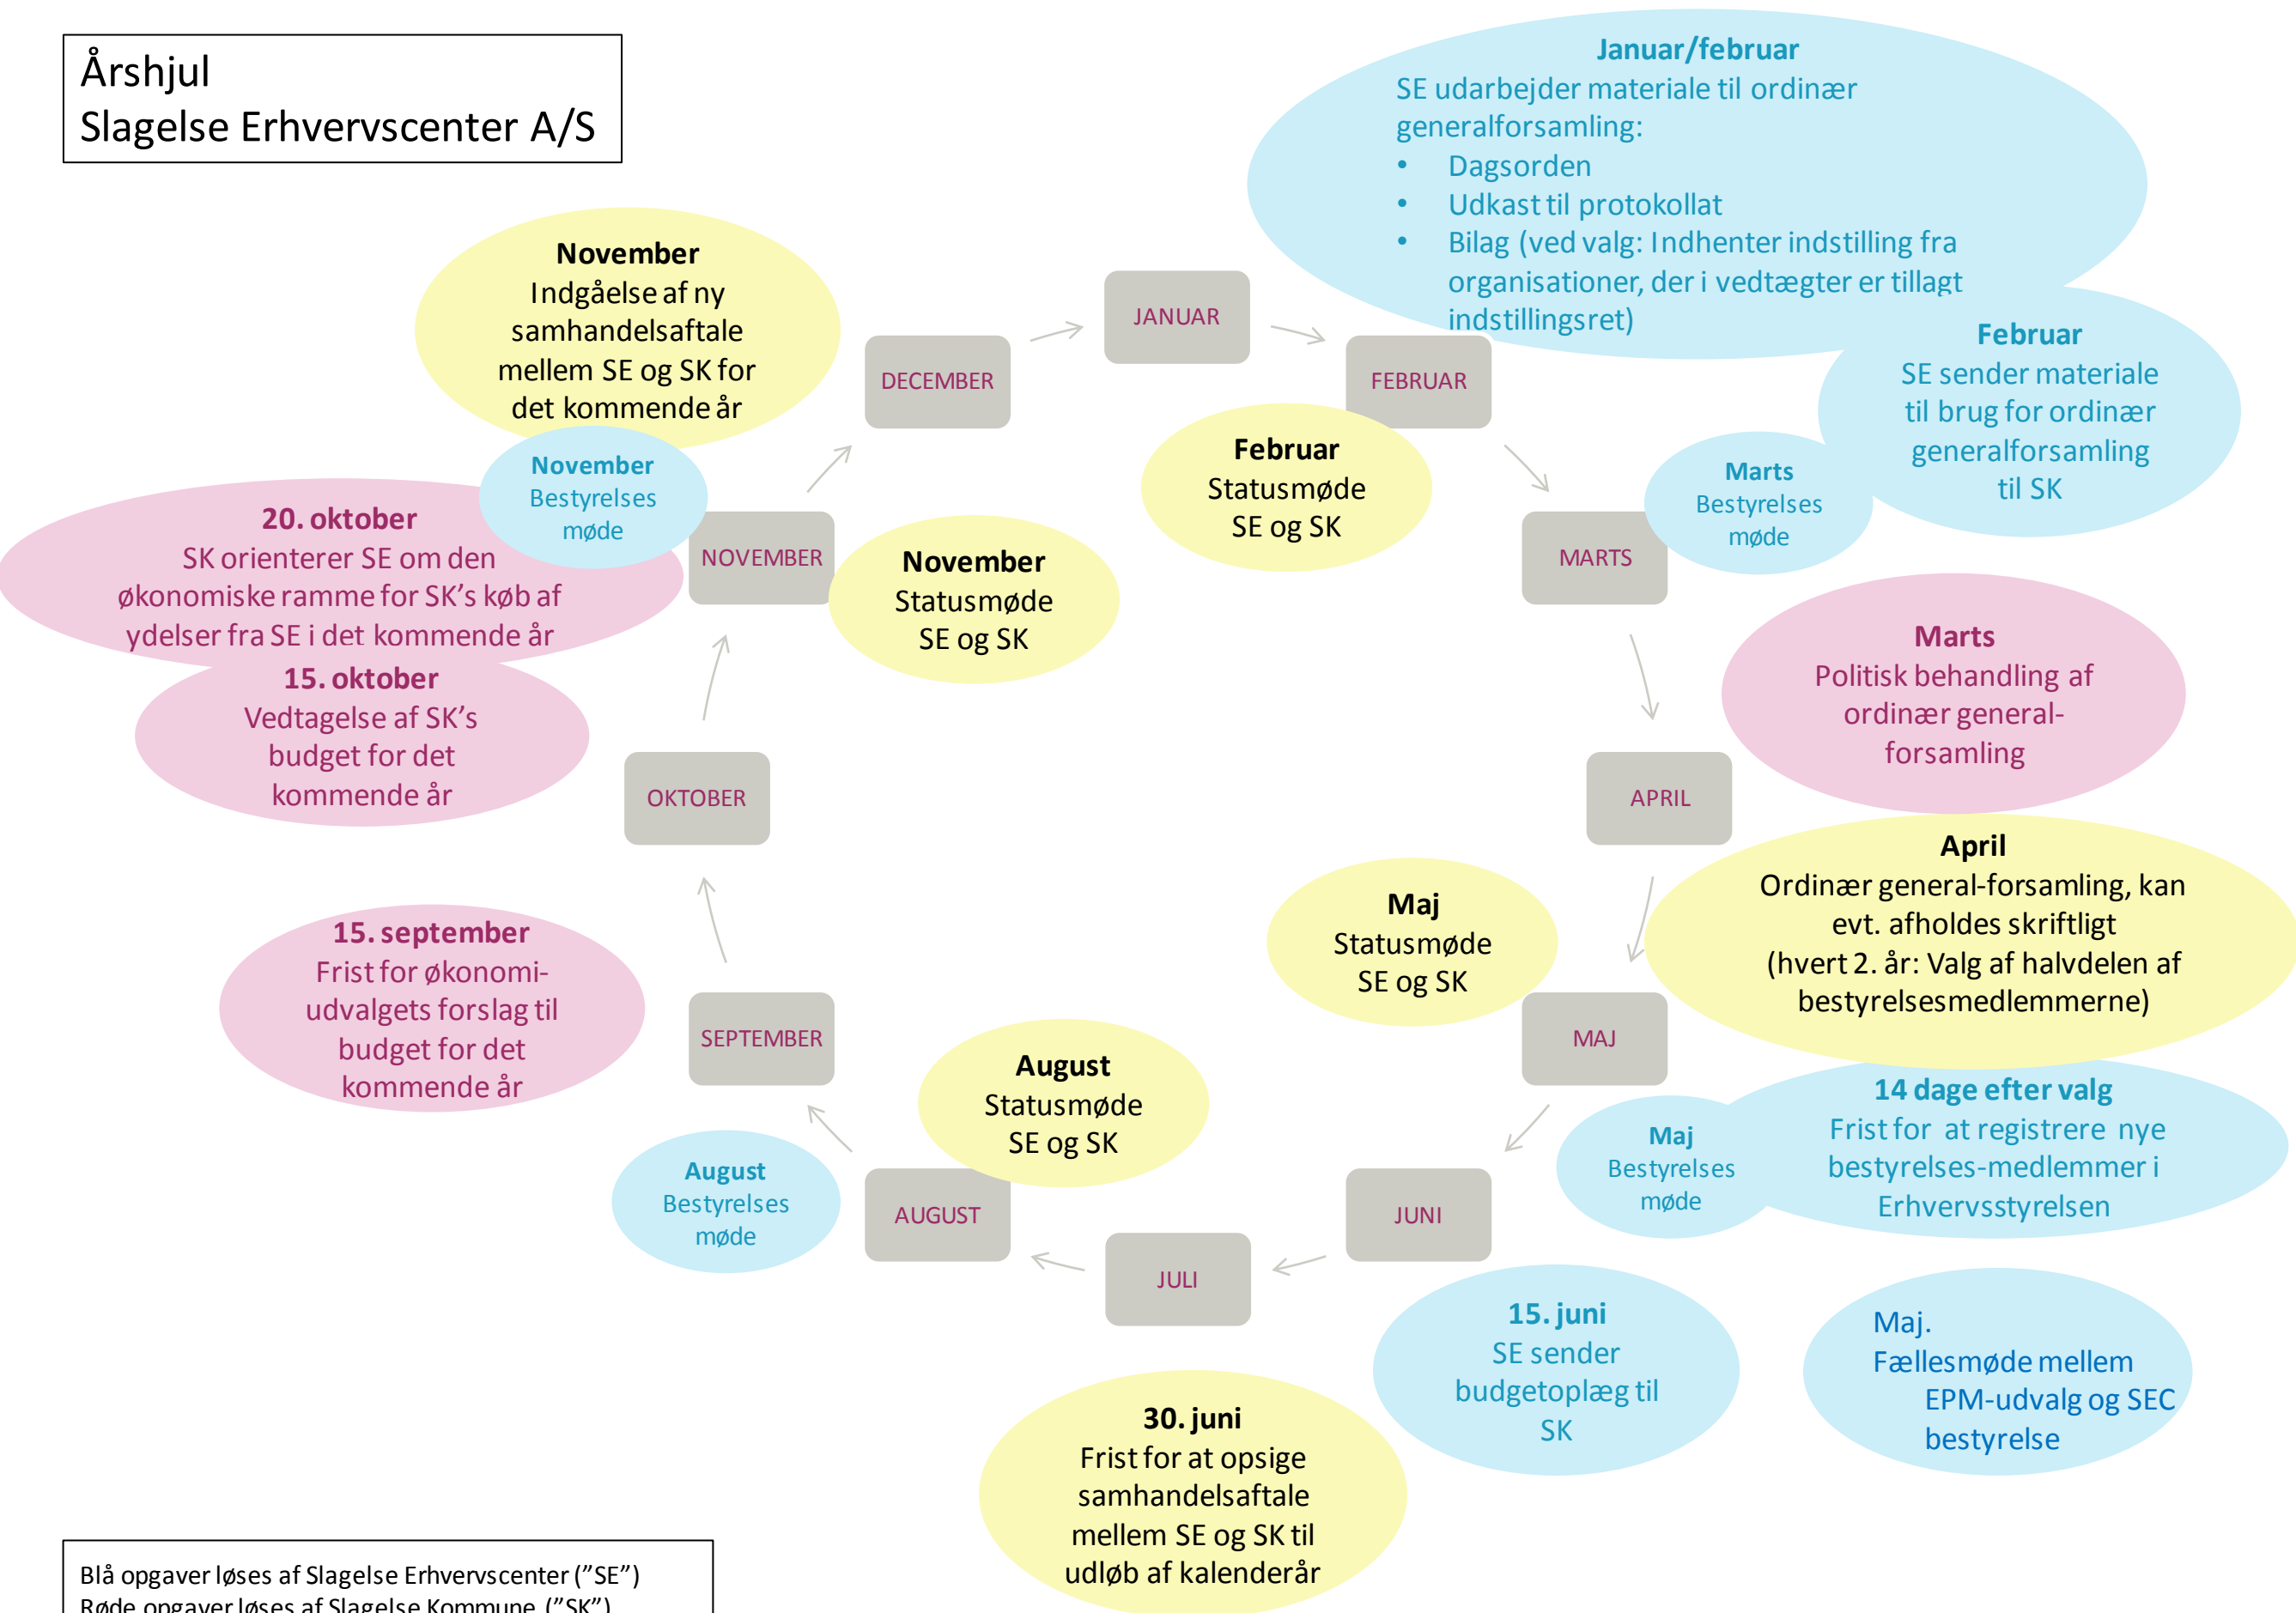 Årshjul
Slagelse Erhvervscenter A/S
Januar/februar
SE udarbejder materiale til ordinær
generalforsamling:
• Dagsorden
• Udkast til protokollat
• Bilag (ved valg: Indhenter indstilling fra
organisationer, der i vedtægter er tillagt
indstillingsret)
Februar
SE sender materiale
til brug for ordinær
generalforsamling
til SK
JANUAR
FEBRUAR
Februar
Statusmøde
SE og SK
Marts
Bestyrelses
møde
MARTS
Marts
Politisk behandling af
ordinær general-
forsamling
APRIL
April
Ordinær general-forsamling, kan
evt. afholdes skriftligt
(hvert 2. år: Valg af halvdelen af
bestyrelsesmedlemmerne)
Maj
Statusmøde
SE og SK
MAJ
14 dage efter valg
Frist for at registrere nye
bestyrelses-medlemmer i
Erhvervsstyrelsen
Maj
Bestyrelses
møde
Maj.
Fællesmøde mellem
EPM-udvalg og SEC
bestyrelse
JUNI
15. juni
SE sender
budgetoplæg til
SK
30. juni
Frist for at opsige
samhandelsaftale
mellem SE og SK til
udløb af kalenderår
JULI
AUGUST
August
Statusmøde
SE og SK
August
Bestyrelses
møde
SEPTEMBER
15. september
Frist for økonomi-
udvalgets forslag til
budget for det
kommende år
OKTOBER
15. oktober
Vedtagelse af SK’s
budget for det
kommende år
20. oktober
SK orienterer SE om den
økonomiske ramme for SK’s køb af
ydelser fra SE i det kommende år
NOVEMBER
November
Statusmøde
SE og SK
November
Bestyrelses
møde
November
Indgåelse af ny
samhandelsaftale
mellem SE og SK for
det kommende år
DECEMBER
Blå opgaver løses af Slagelse Erhvervscenter (”SE”)
Røde opgaver løses af Slagelse Kommune (”SK”)